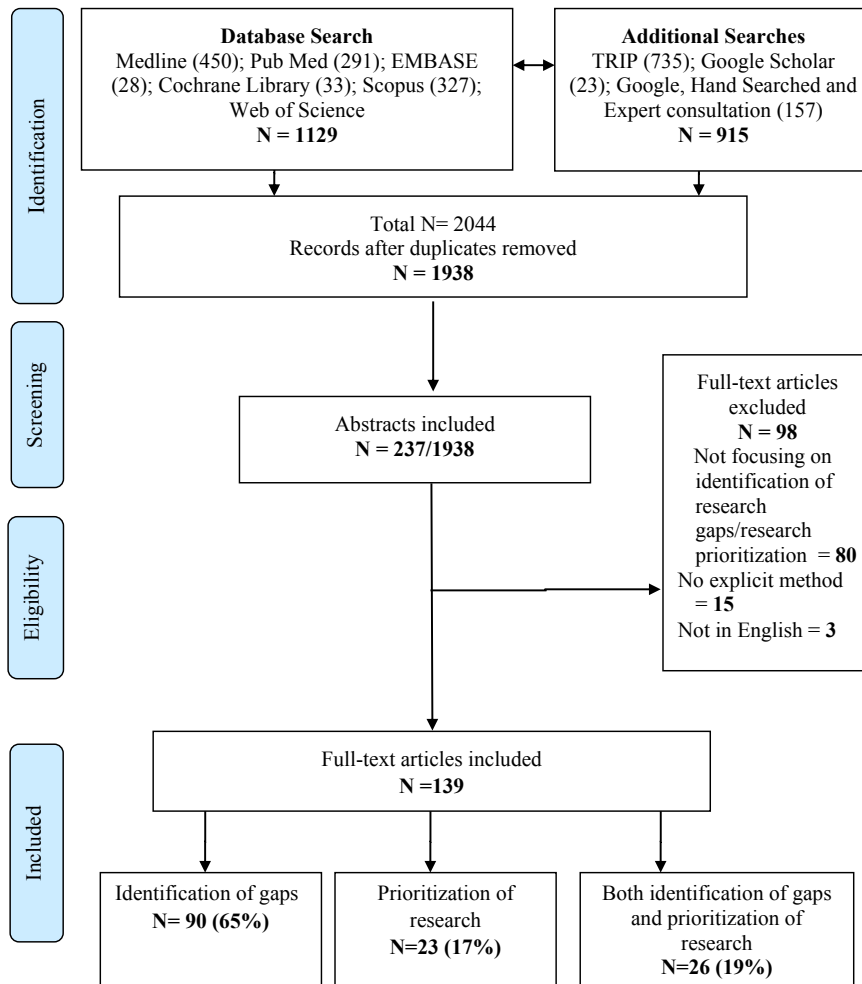 Identification
Database Search
Medline (450); Pub Med (291); EMBASE
(28); Cochrane Library (33); Scopus (327);
Web of Science
N = 1129
Additional Searches
TRIP (735); Google Scholar
(23); Google, Hand Searched and
Expert consultation (157)
N = 915
Total N= 2044
Records after duplicates removed
N = 1938
Screening
Abstracts included
N = 237/1938
Full-text articles
excluded
N = 98
Not focusing on
identification of
research
gaps/research
prioritization = 80
No explicit method
= 15
Not in English = 3
Eligibility
Included
Full-text articles included
N =139
Identification of gaps
N= 90 (65%)
Prioritization of
research
N=23 (17%)
Both identification of gaps
and prioritization of
research
N=26 (19%)